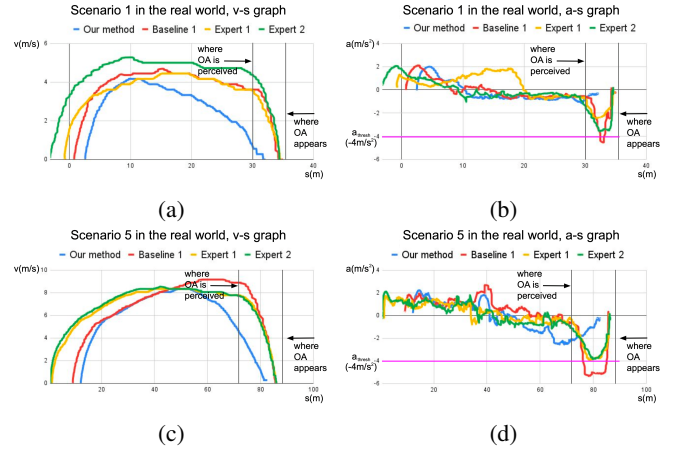 Scenario 1 in the real world, v-s graph
Our method Baseline 1 Expert 1 Expert 2
v(m/s)
6
4
2
0
where
OA is
perceived
where
OA
appears
0 10 20 30 40
s(m)
(a)
Scenario 1 in the real world, a-s graph
Our method Baseline 1 Expert 1 Expert 2
a(m/s²)
4
2
0
-2
a thresh -4
(-4m/s²)
-6
where
OA is
perceived
where
OA
appears
0 10 20 30 40
s(m)
(b)
Scenario 5 in the real world, v-s graph
Our method Baseline 1 Expert 1 Expert 2
v(m/s) 10
8
6
4
2
0
where
OA is
perceived
where
OA
appears
20 40 60 80 100
s(m)
(c)
Scenario 5 in the real world, a-s graph
Our method Baseline 1 Expert 1 Expert 2
a(m/s²)
4
2
0
-2
a thresh -4
(-4m/s²)
-6
where
OA is
perceived
where
OA
appears
20 40 60 80 100
s(m)
(d)